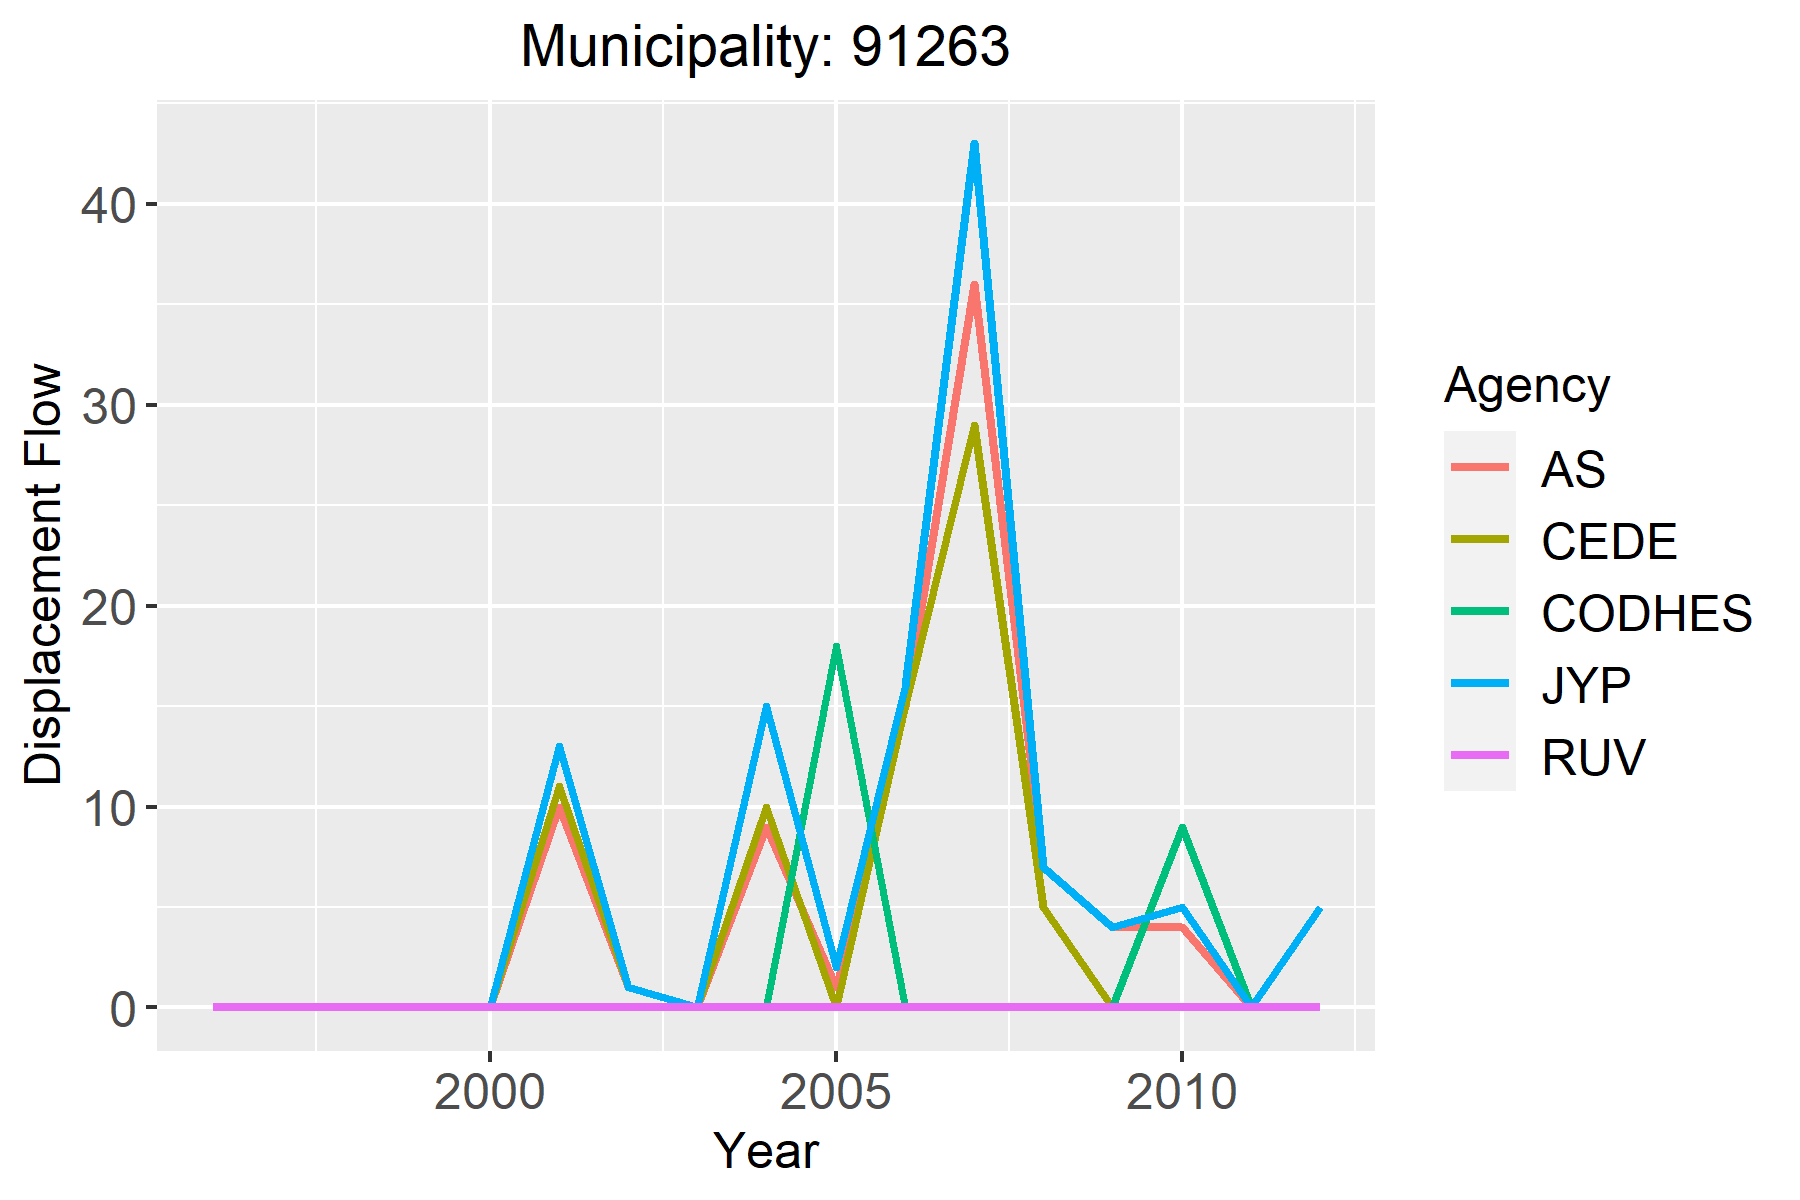 Municipality: 91263
40
30
20
10
0
Displacement Flow
2000 2005 2010
Year
Agency
AS
CEDE
CODHES
JYP
RUV